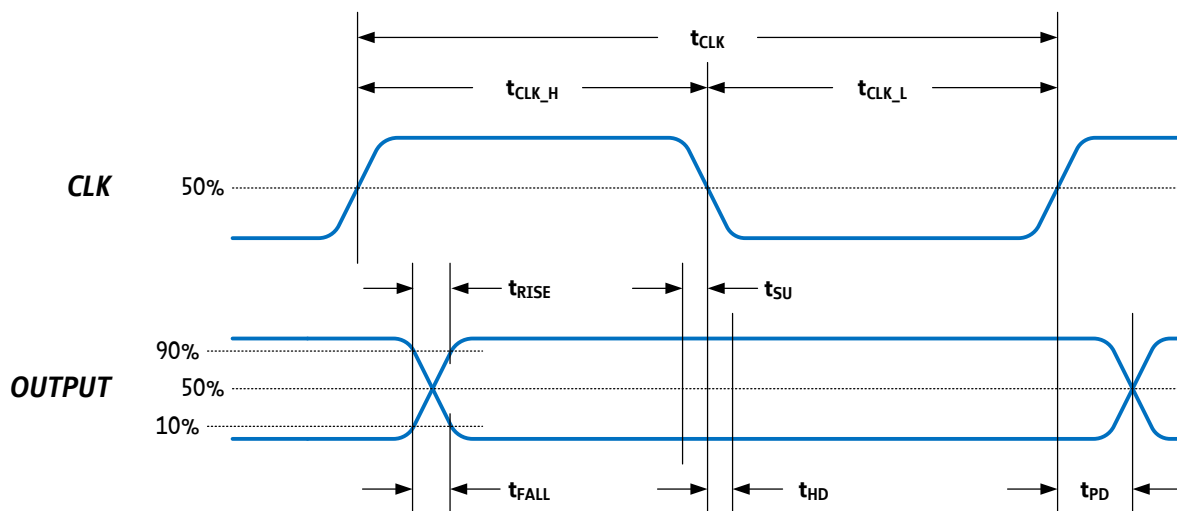 tCLK
tCLK_H
tCLK_L
CLK
50%
tRISE
tSU
90%
OUTPUT
50%
10%
tFALL
tHD
tPD